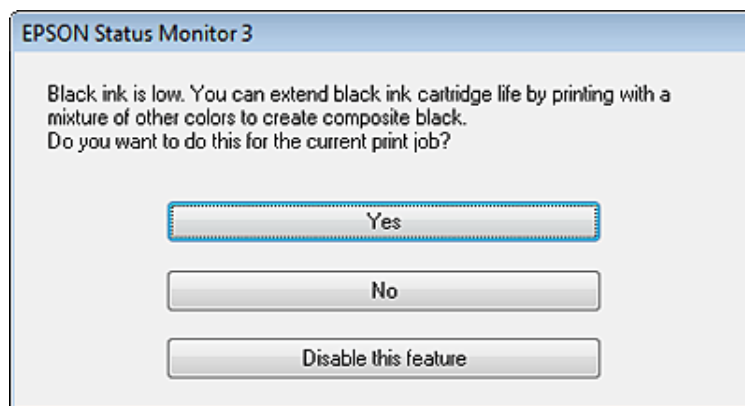 EPSON Status Monitor 3
Black ink is low. You can extend black ink cartridge life by printing with a
mixture of other colors to create composite black.
Do you want to do this for the current print job?
Yes
No
Disable this feature